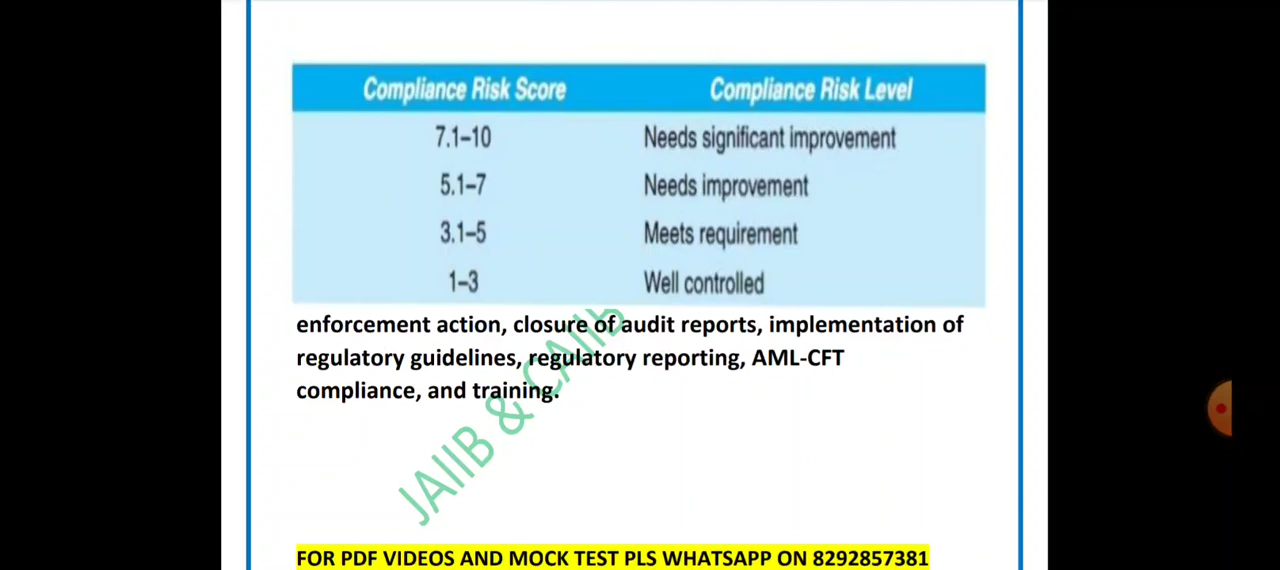 Compliance Risk Score Compliance Risk Level
7.1–10 Needs significant improvement
5.1–7 Needs improvement
3.1–5 Meets requirement
1–3 Well controlled
enforcement action, closure of audit reports, implementation of
regulatory guidelines, regulatory reporting, AML-CFT
compliance, and training.
JAIIB & CAIIB
FOR PDF VIDEOS AND MOCK TEST PLS WHATSAPP ON 8292857381